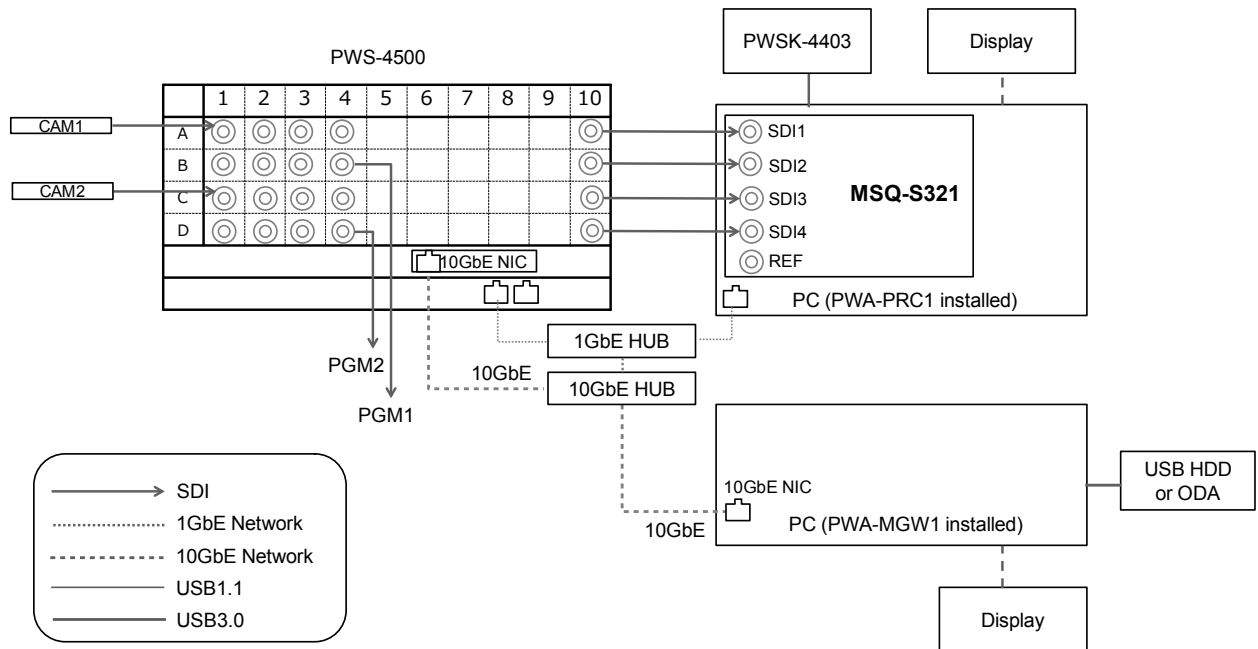 PWS-4500
1 2 3 4 5 6 7 8 9 10
A
B
C
D
CAM1
CAM2
10GbE NIC
PGM2
PGM1
10GbE
1GbE HUB
10GbE HUB
10GbE
PWSK-4403
Display
SDI1
SDI2
SDI3
SDI4
REF
MSQ-S321
PC (PWA-PRC1 installed)
10GbE NIC
PC (PWA-MGW1 installed)
USB HDD
or ODA
Display
SDI
1GbE Network
10GbE Network
USB1.1
USB3.0